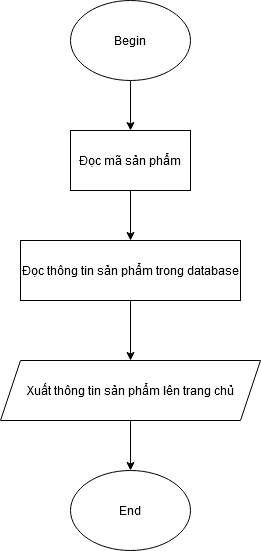 Begin
Đọc mã sản phẩm
Đọc thông tin sản phẩm trong database
Xuất thông tin sản phẩm lên trang chủ
End